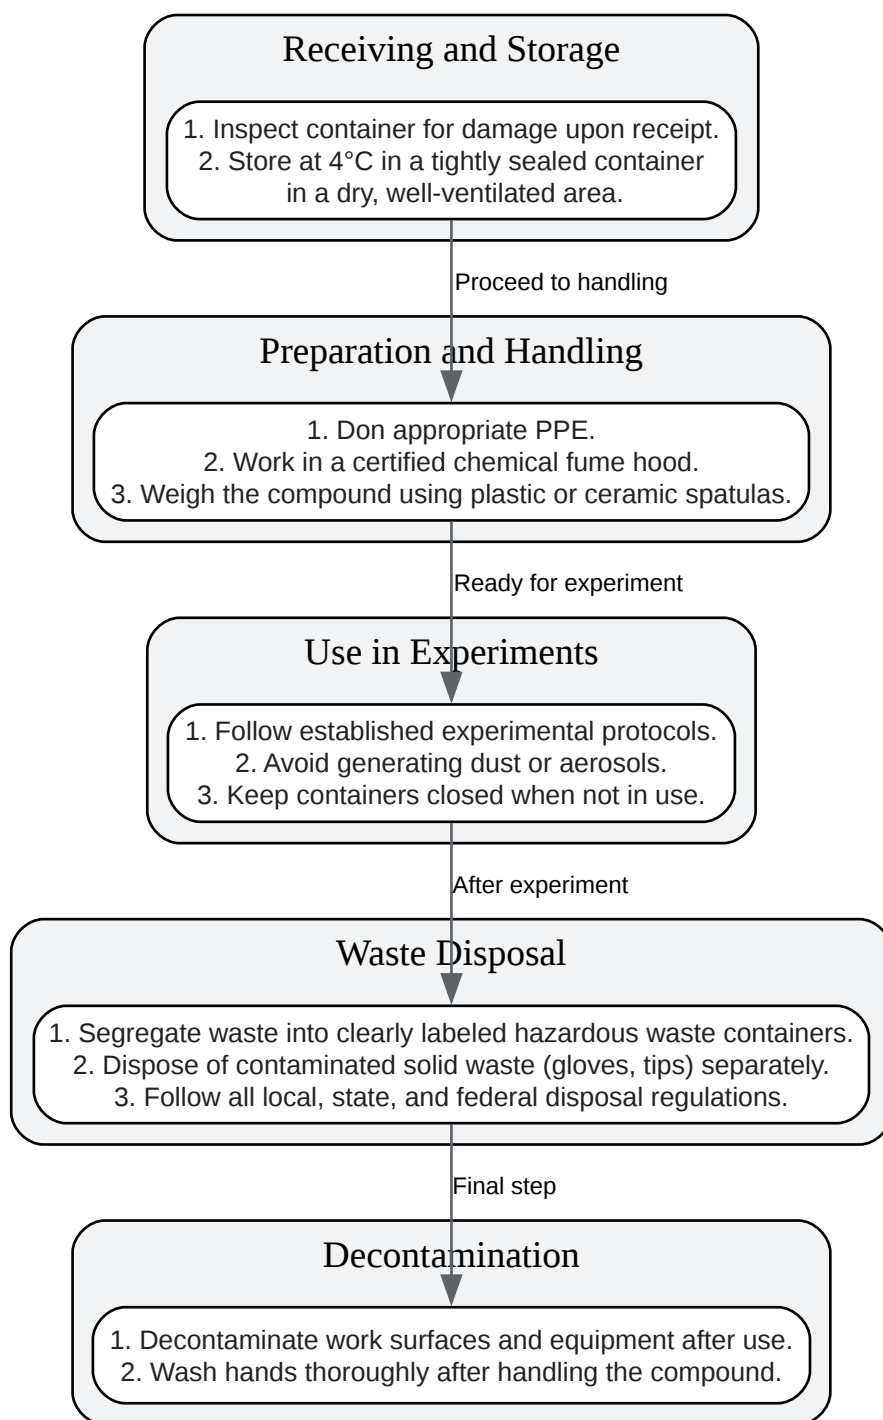 Receiving and Storage
1. Inspect container for damage upon receipt.
2. Store at 4°C in a tightly sealed container
in a dry, well-ventilated area.
Proceed to handling
Preparation and Handling
1. Don appropriate PPE.
2. Work in a certified chemical fume hood.
3. Weigh the compound using plastic or ceramic spatulas.
Ready for experiment
Use in Experiments
1. Follow established experimental protocols.
2. Avoid generating dust or aerosols.
3. Keep containers closed when not in use.
After experiment
Waste Disposal
1. Segregate waste into clearly labeled hazardous waste containers.
2. Dispose of contaminated solid waste (gloves, tips) separately.
3. Follow all local, state, and federal disposal regulations.
Final step
Decontamination
1. Decontaminate work surfaces and equipment after use.
2. Wash hands thoroughly after handling the compound.